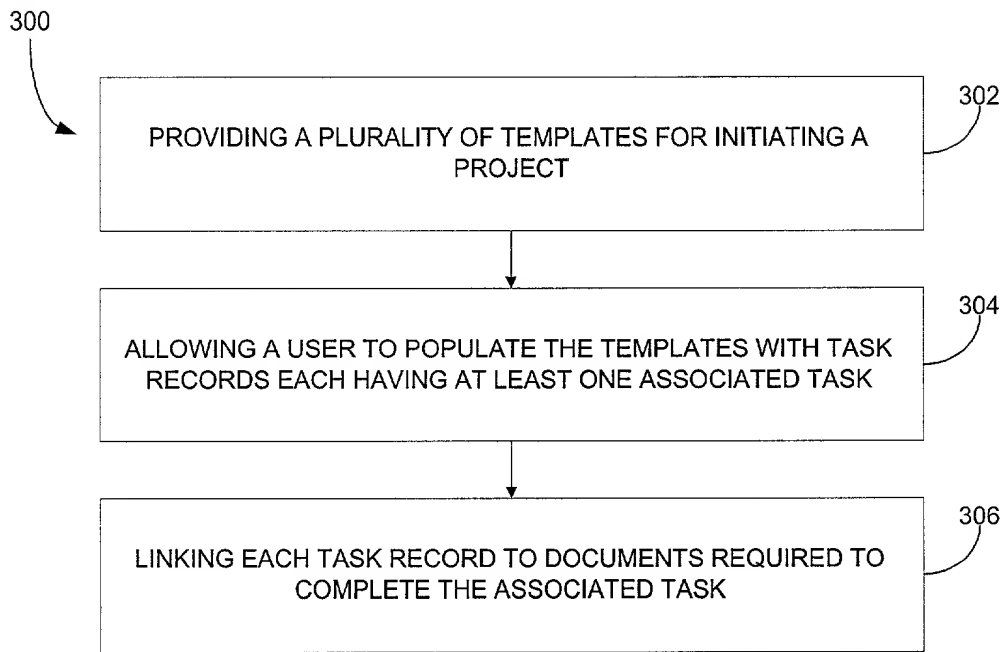 300
302
PROVIDING A PLURALITY OF TEMPLATES FOR INITIATING A
PROJECT
304
ALLOWING A USER TO POPULATE THE TEMPLATES WITH TASK
RECORDS EACH HAVING AT LEAST ONE ASSOCIATED TASK
306
LINKING EACH TASK RECORD TO DOCUMENTS REQUIRED TO
COMPLETE THE ASSOCIATED TASK